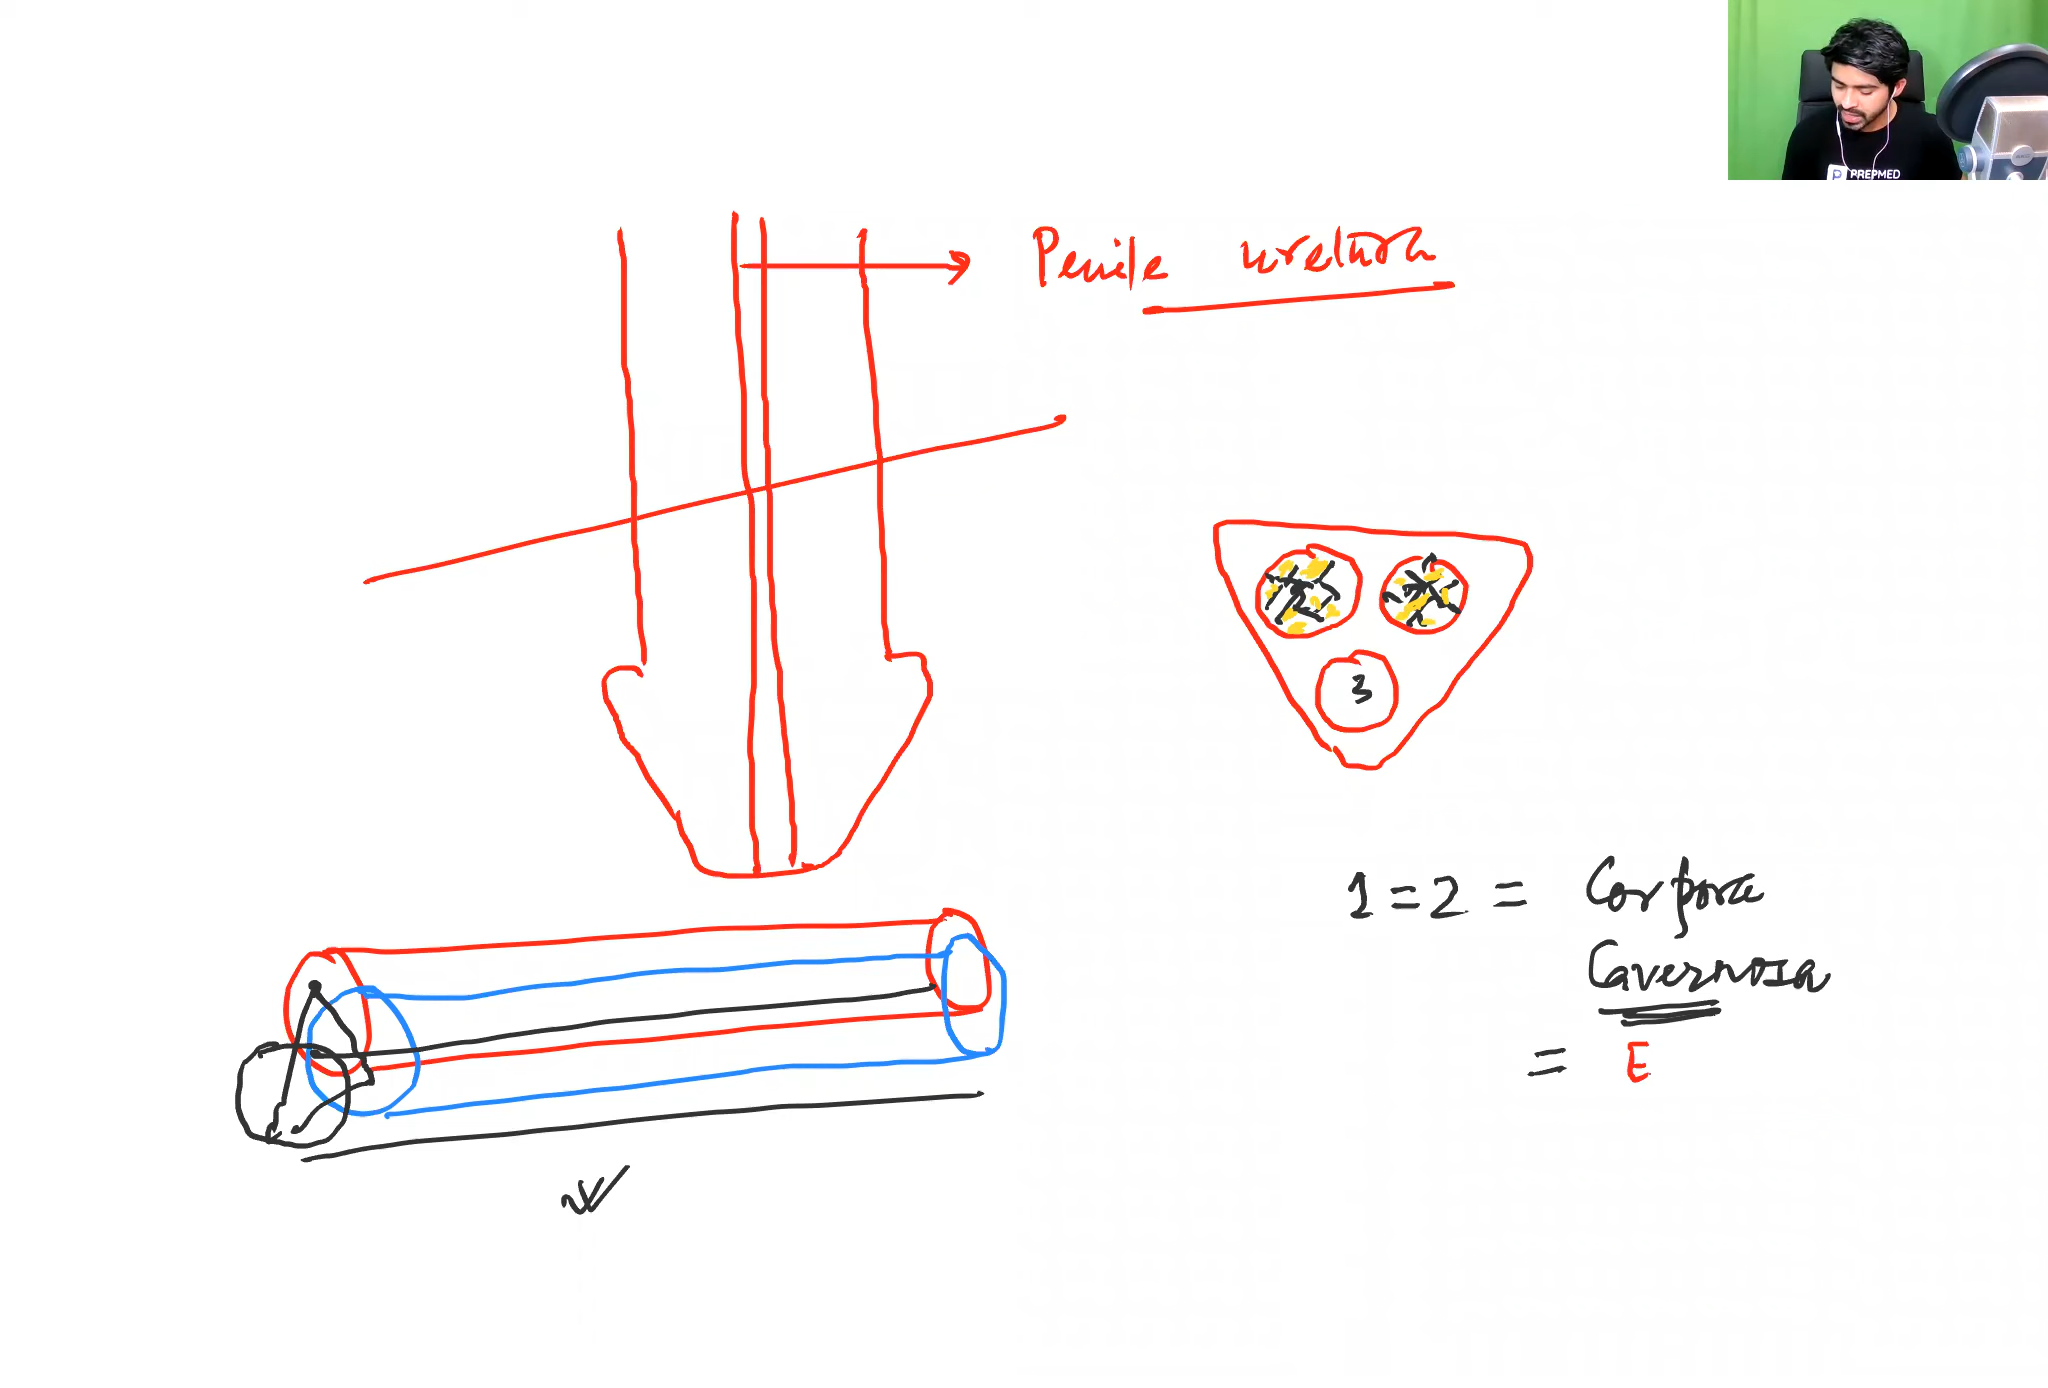 PREPMED
Penile urethra
3
1 = 2 = Corpora
Cavernosa
= E